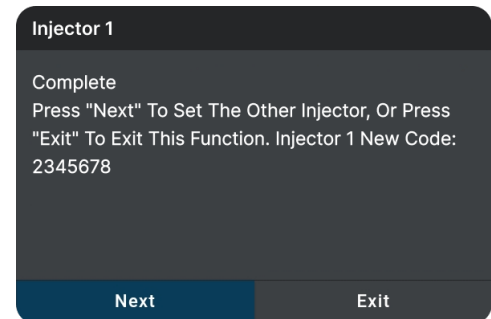 Injector 1
Complete
Press "Next" To Set The Other Injector, Or Press
"Exit" To Exit This Function. Injector 1 New Code:
2345678
Next
Exit